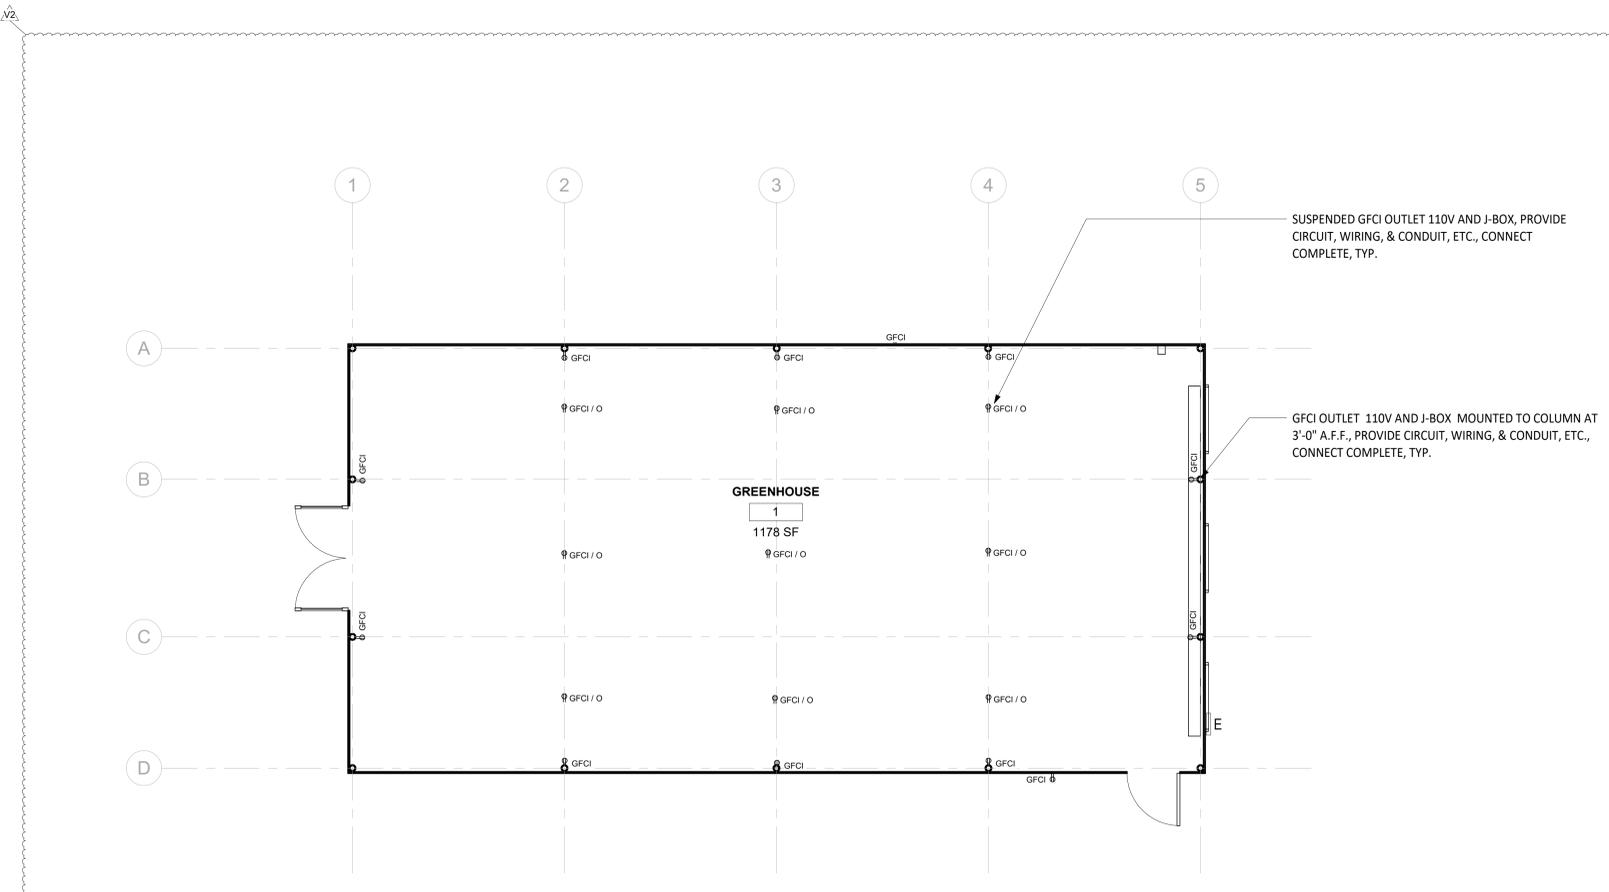 V2
1
2
3
4
5
SUSPENDED GFCI OUTLET 110V AND J-BOX, PROVIDE
CIRCUIT, WIRING, & CONDUIT, ETC., CONNECT
COMPLETE, TYP.
GFCI
A
GFCI
GFCI
GFCI
GFCI / O
GFCI / O
GFCI / O
GFCI OUTLET 110V AND J-BOX MOUNTED TO COLUMN AT
3'-0" A.F.F., PROVIDE CIRCUIT, WIRING, & CONDUIT, ETC.,
CONNECT COMPLETE, TYP.
GFCI
GFCI
B
GREENHOUSE
1
1178 SF
GFCI / O
GFCI / O
GFCI / O
GFCI
GFCI
C
GFCI / O
GFCI / O
GFCI / O
E
GFCI
GFCI
GFCI
D
GFCI